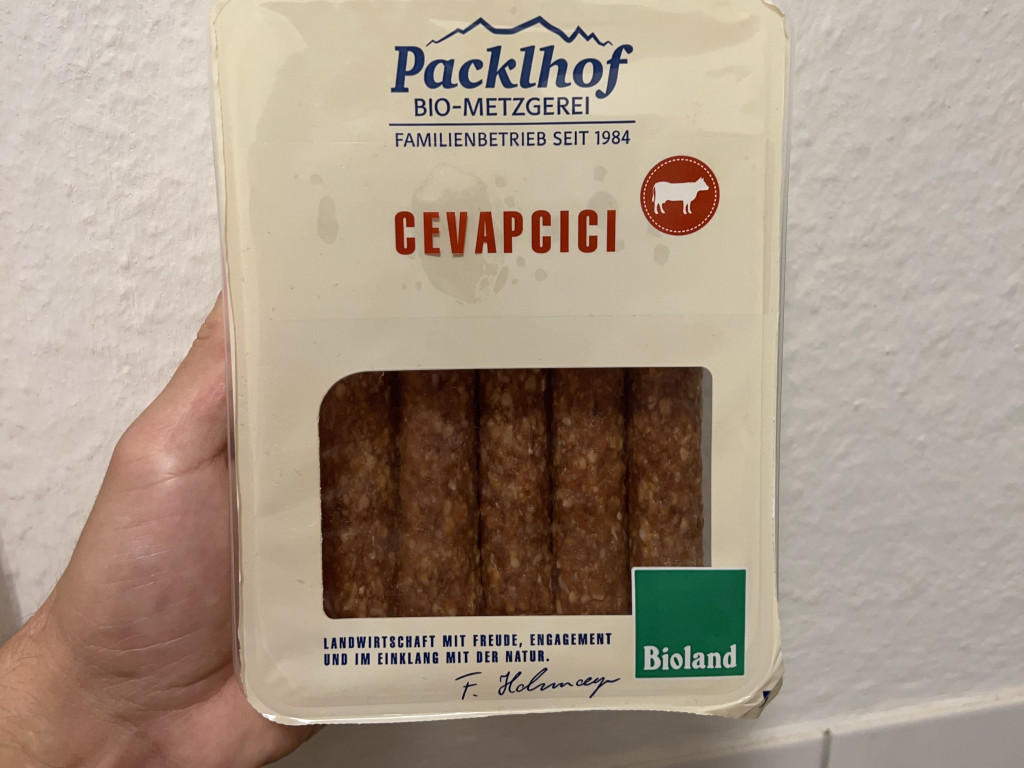 Packlhof
BIO-METZGEREI
FAMILIENBETRIEB SEIT 1984
CEVAPCICI
LANDWIRTSCHAFT MIT FREUDE, ENGAGEMENT
UND IM EINKLANG MIT DER NATUR.
F.
Bioland